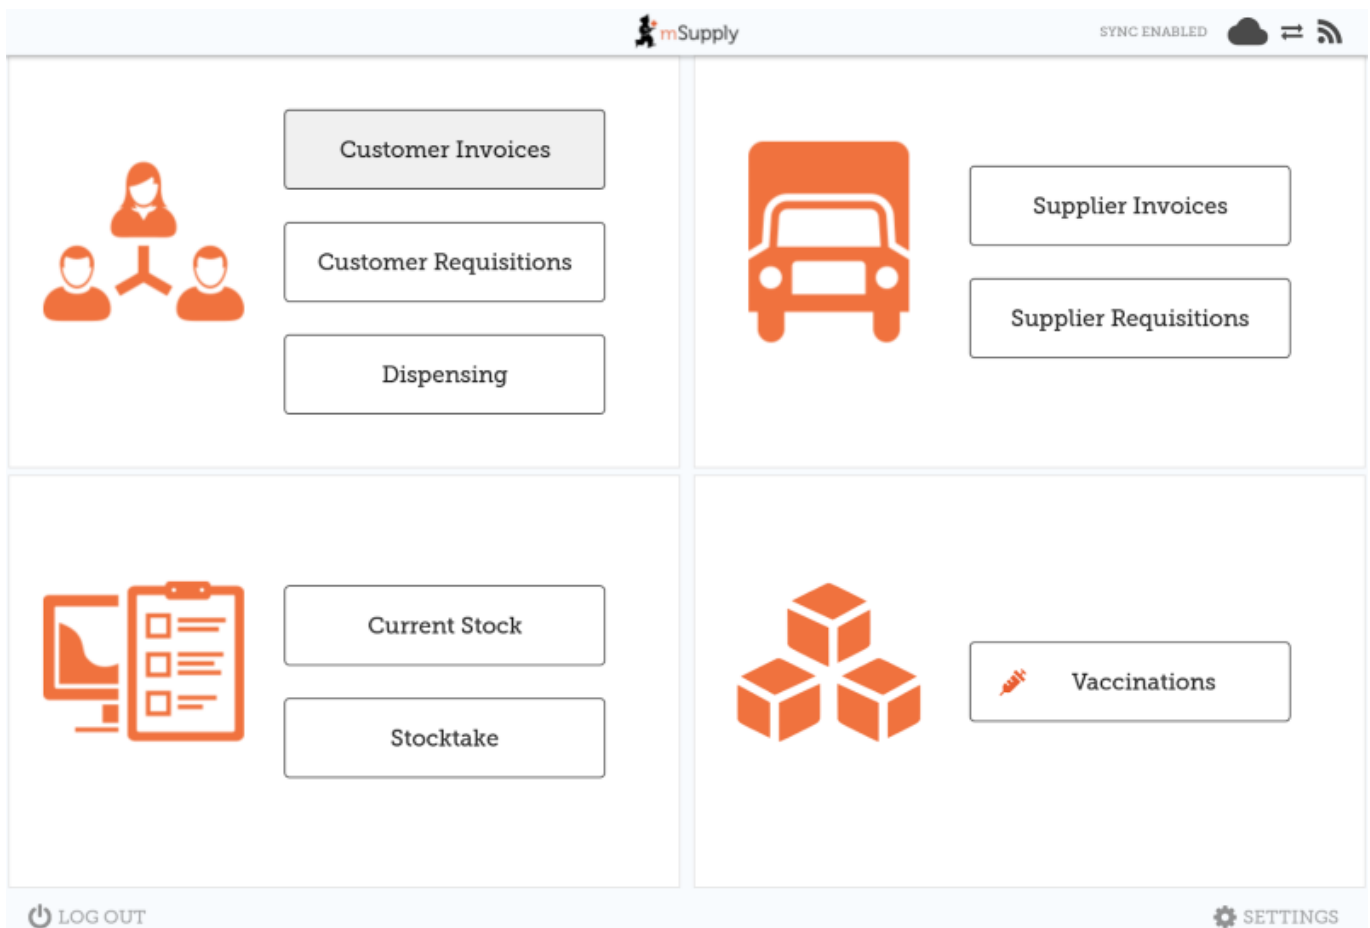 mSupply
SYNC ENABLED
Customer Invoices
Customer Requisitions
Dispensing
Supplier Invoices
Supplier Requisitions
Current Stock
Stocktake
Vaccinations
LOG OUT
SETTINGS